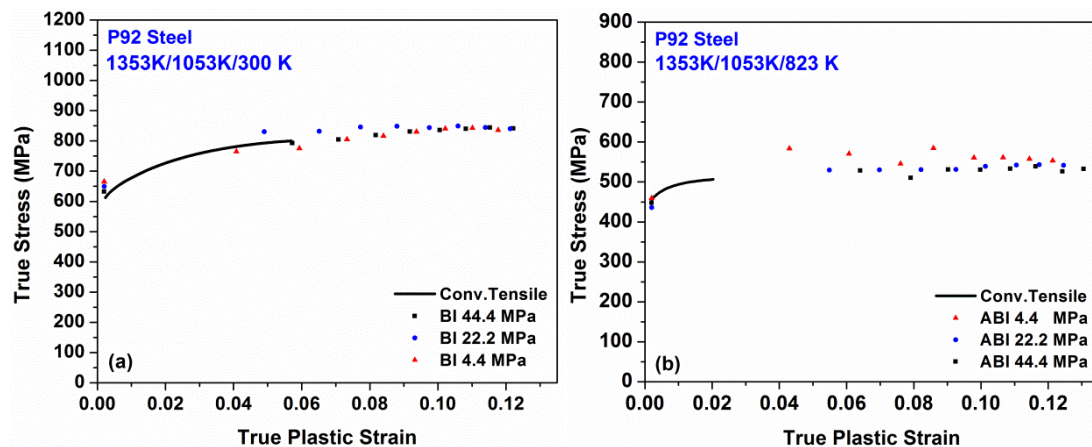 P92 Steel
1353K/1053K/300 K
True Stress (MPa)
1200
1100
1000
900
800
700
600
500
400
300
200
100
0
Conv.Tensile
BI 44.4 MPa
BI 22.2 MPa
BI 4.4 MPa
(a)
0.00 0.02 0.04 0.06 0.08 0.10 0.12
True Plastic Strain
P92 Steel
1353K/1053K/823 K
True Stress (MPa)
900
800
700
600
500
400
300
200
100
0
Conv.Tensile
ABI 4.4 MPa
ABI 22.2 MPa
ABI 44.4 MPa
(b)
0.00 0.02 0.04 0.06 0.08 0.10 0.12
True Plastic Strain